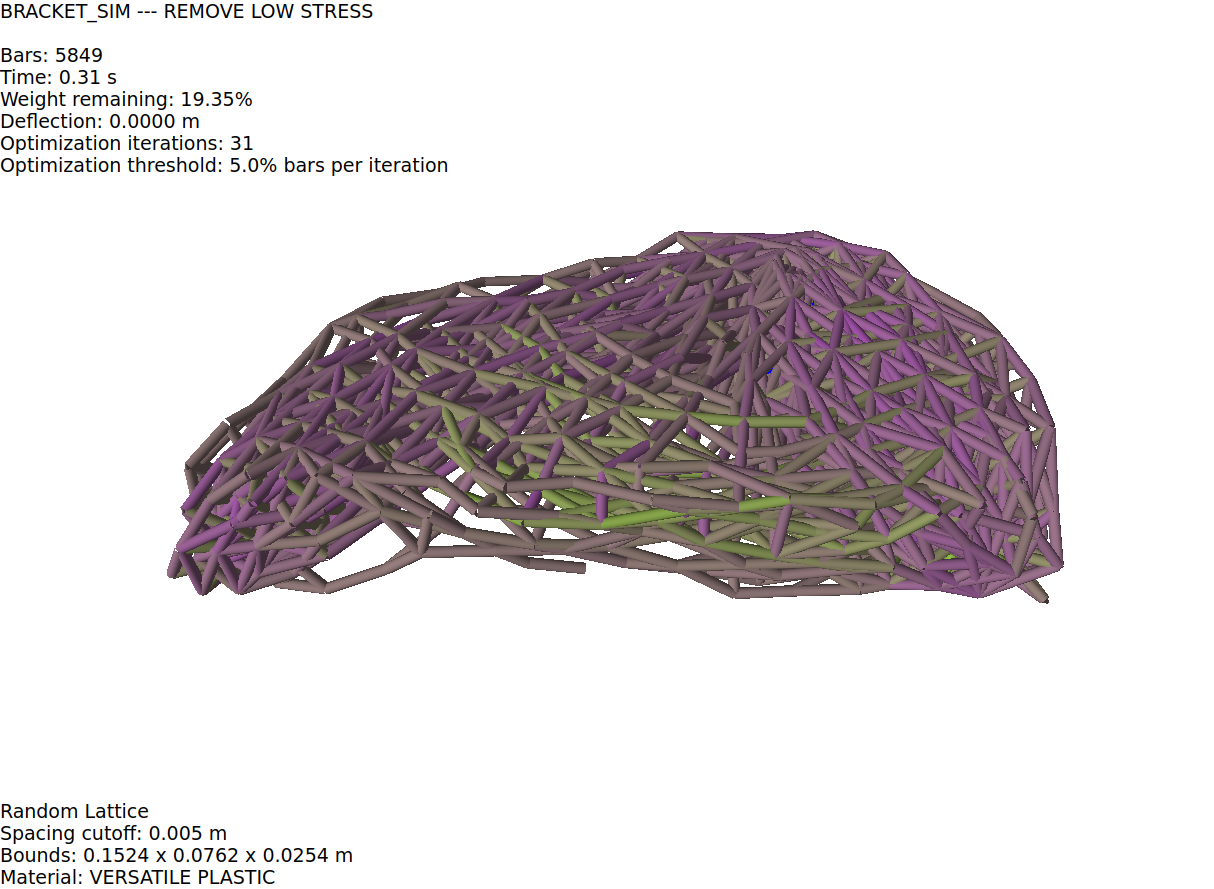 BRACKET_SIM --- REMOVE LOW STRESS
Bars: 5849
Time: 0.31 s
Weight remaining: 19.35%
Deflection: 0.0000 m
Optimization iterations: 31
Optimization threshold: 5.0% bars per iteration
Random Lattice
Spacing cutoff: 0.005 m
Bounds: 0.1524 x 0.0762 x 0.0254 m
Material: VERSATILE PLASTIC